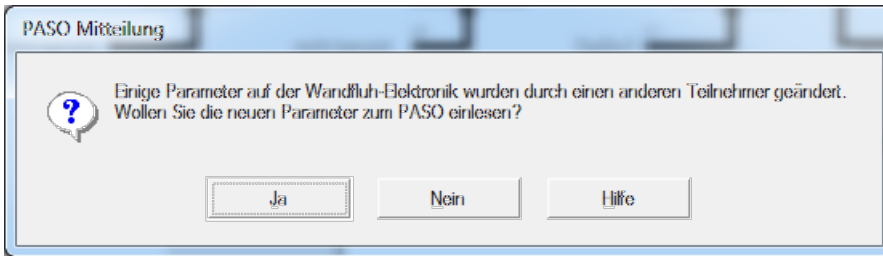 PASO Mitteilung
Einige Parameter auf der Wandfluh-Elektronik wurden durch einen anderen Teilnehmer geändert.
Wollen Sie die neuen Parameter zum PASO einlesen?
Ja Nein Hilfe